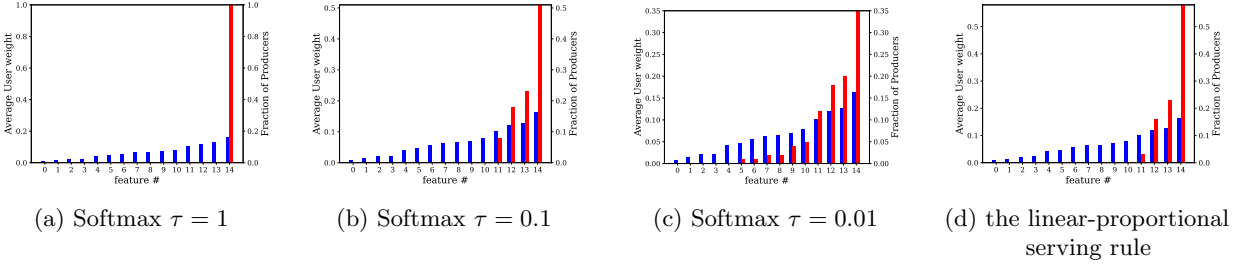 Average User weight
1.0
0.8
0.6
0.4
0.2
0.0
0 1 2 3 4 5 6 7 8 9 10 11 12 13 14
feature #
1.0
0.8
0.6
0.4
0.2
0.0
Fraction of Producers
(a) Softmax τ = 1
Average User weight
0.5
0.4
0.3
0.2
0.1
0.0
0 1 2 3 4 5 6 7 8 9 10 11 12 13 14
feature #
0.5
0.4
0.3
0.2
0.1
0.0
Fraction of Producers
(b) Softmax τ = 0.1
Average User weight
0.35
0.30
0.25
0.20
0.15
0.10
0.05
0.00
0 1 2 3 4 5 6 7 8 9 10 11 12 13 14
feature #
0.35
0.30
0.25
0.20
0.15
0.10
0.05
0.00
Fraction of Producers
(c) Softmax τ = 0.01
Average User weight
0.5
0.4
0.3
0.2
0.1
0.0
0 1 2 3 4 5 6 7 8 9 10 11 12 13 14
feature #
0.5
0.4
0.3
0.2
0.1
0.0
Fraction of Producers
(d) the linear-proportional
serving rule